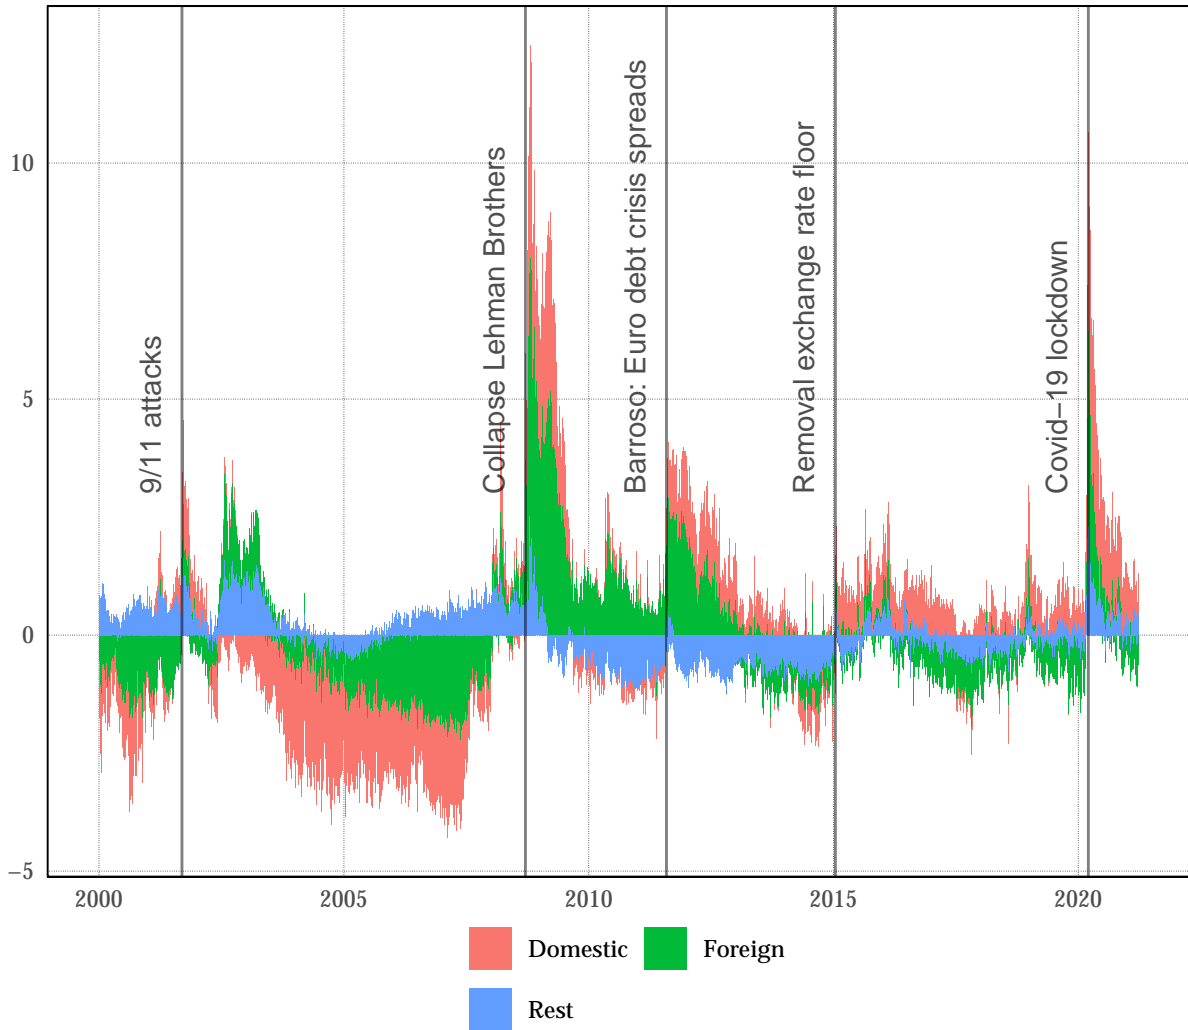 10
5
0
−5
9/11 attacks
Collapse Lehman Brothers
Barroso: Euro debt crisis spreads
Removal exchange rate floor
Covid−19 lockdown
2000
2005
2010
2015
2020
Domestic
Foreign
Rest